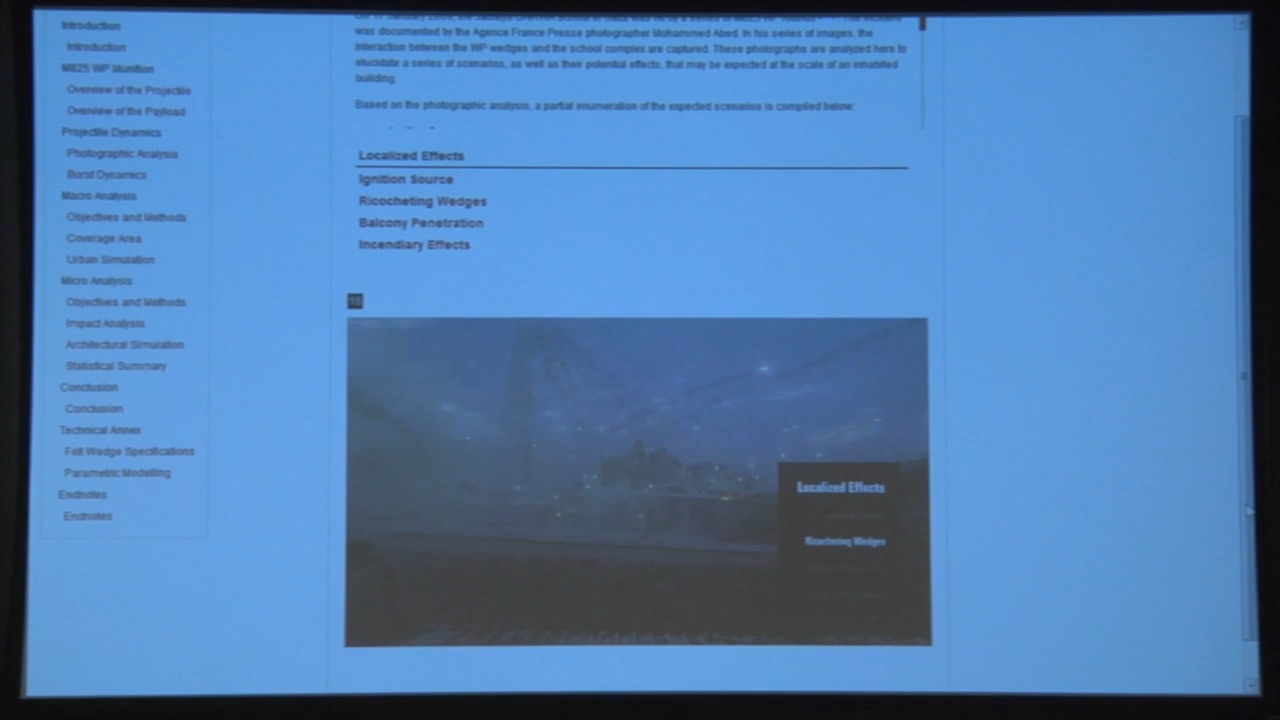 Introduction
Introduction
M825 WP Munition
Overview of the Projectile
Overview of the Payload
Projectile Dynamics
Photographic Analysis
Burst Dynamics
Macro Analysis
Objectives and Methods
Coverage Area
Urban Simulation
Micro Analysis
Objectives and Methods
Impact Analysis
Architectural Simulation
Statistical Summary
Conclusion
Conclusion
Technical Annex
Felt Wedge Specifications
Parametric Modelling
Endnotes
Endnotes
was documented by the Agence France Presse photographer Mohammed Abed. In his series of images, the
interaction between the WP wedges and the school complex are captured. These photographs are analyzed here to
elucidate a series of scenarios, as well as their potential effects, that may be expected at the scale of an inhabited
building.
Based on the photographic analysis, a partial enumeration of the expected scenarios is compiled below:
Localized Effects
Ignition Source
Ricocheting Wedges
Balcony Penetration
Incendiary Effects
Localized Effects
Ricocheting Wedges